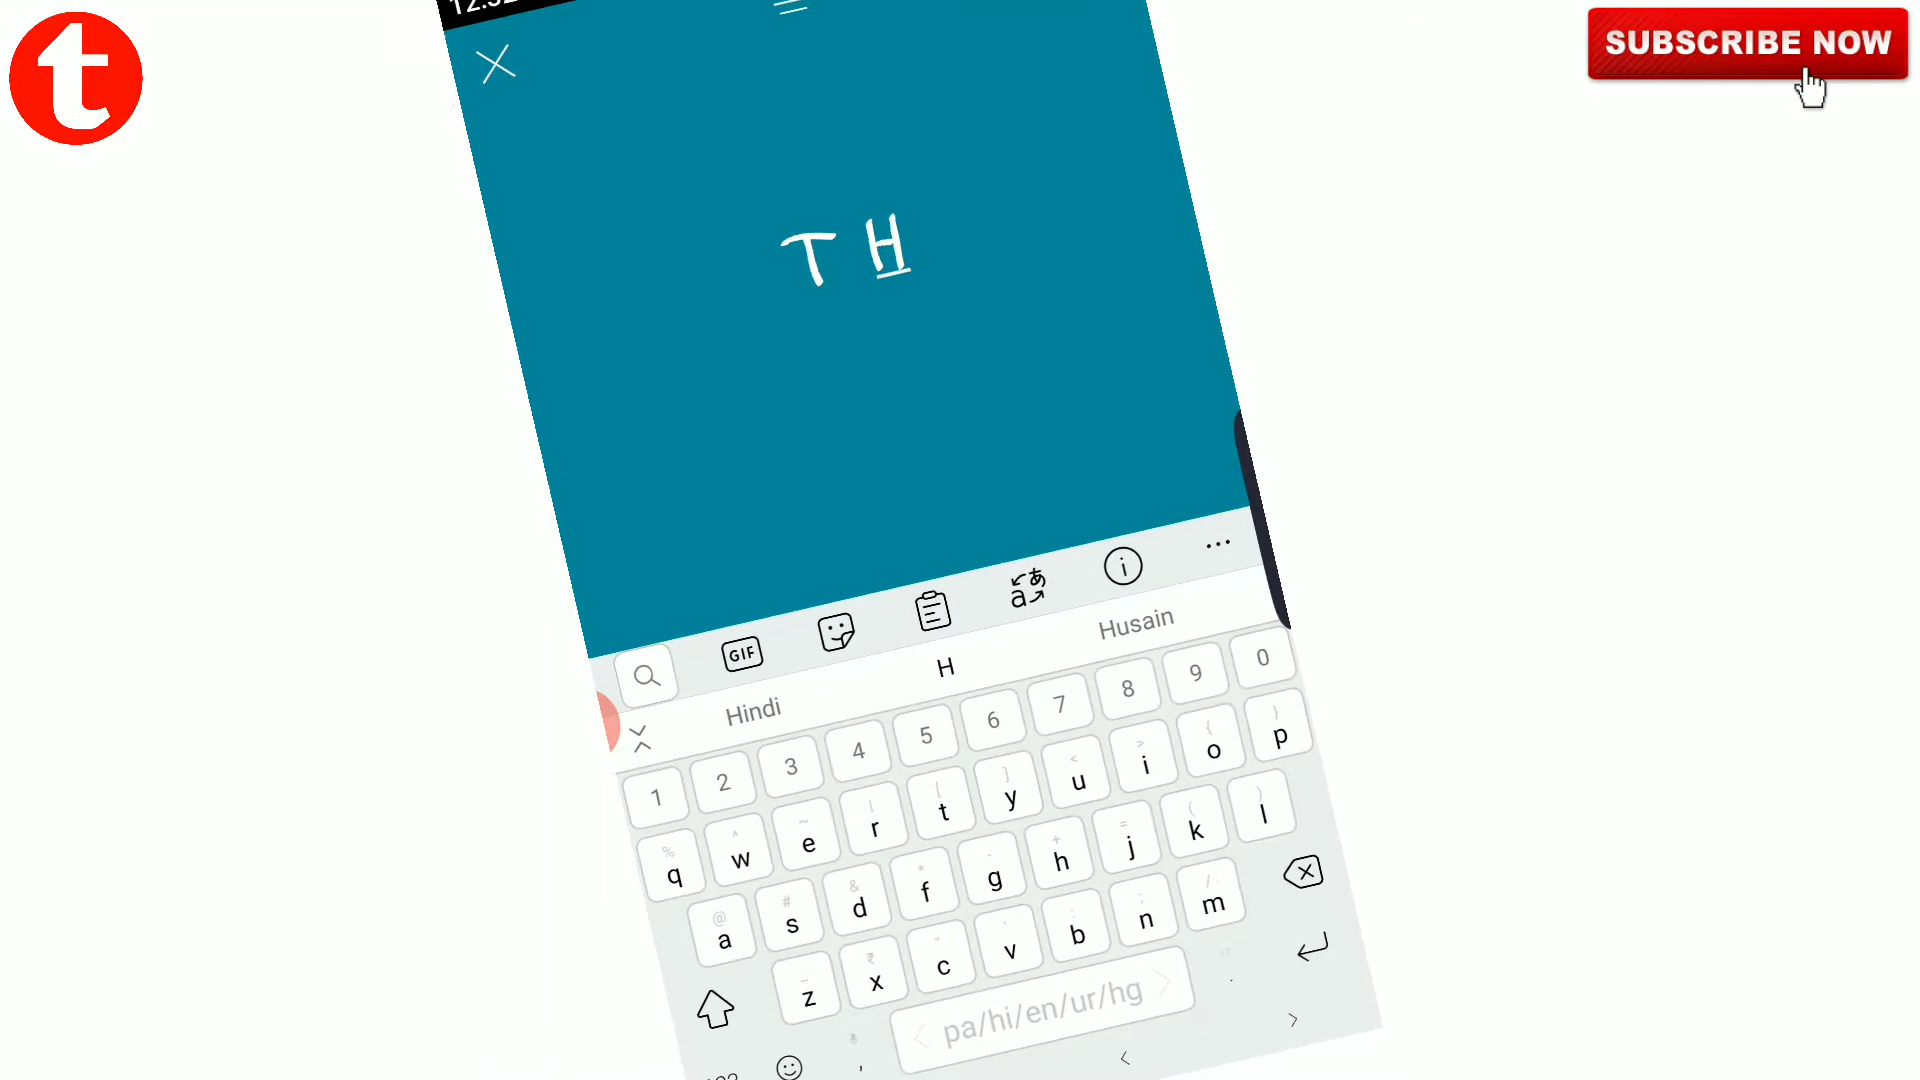 t
SUBSCRIBE NOW
T H
GIF
Hindi H Husain
1 2 3 4 5 6 7 8 9 0
q w e r t y u i o p
a s d f g h j k l
z x c v b n m
, pa/hi/en/ur/hg .